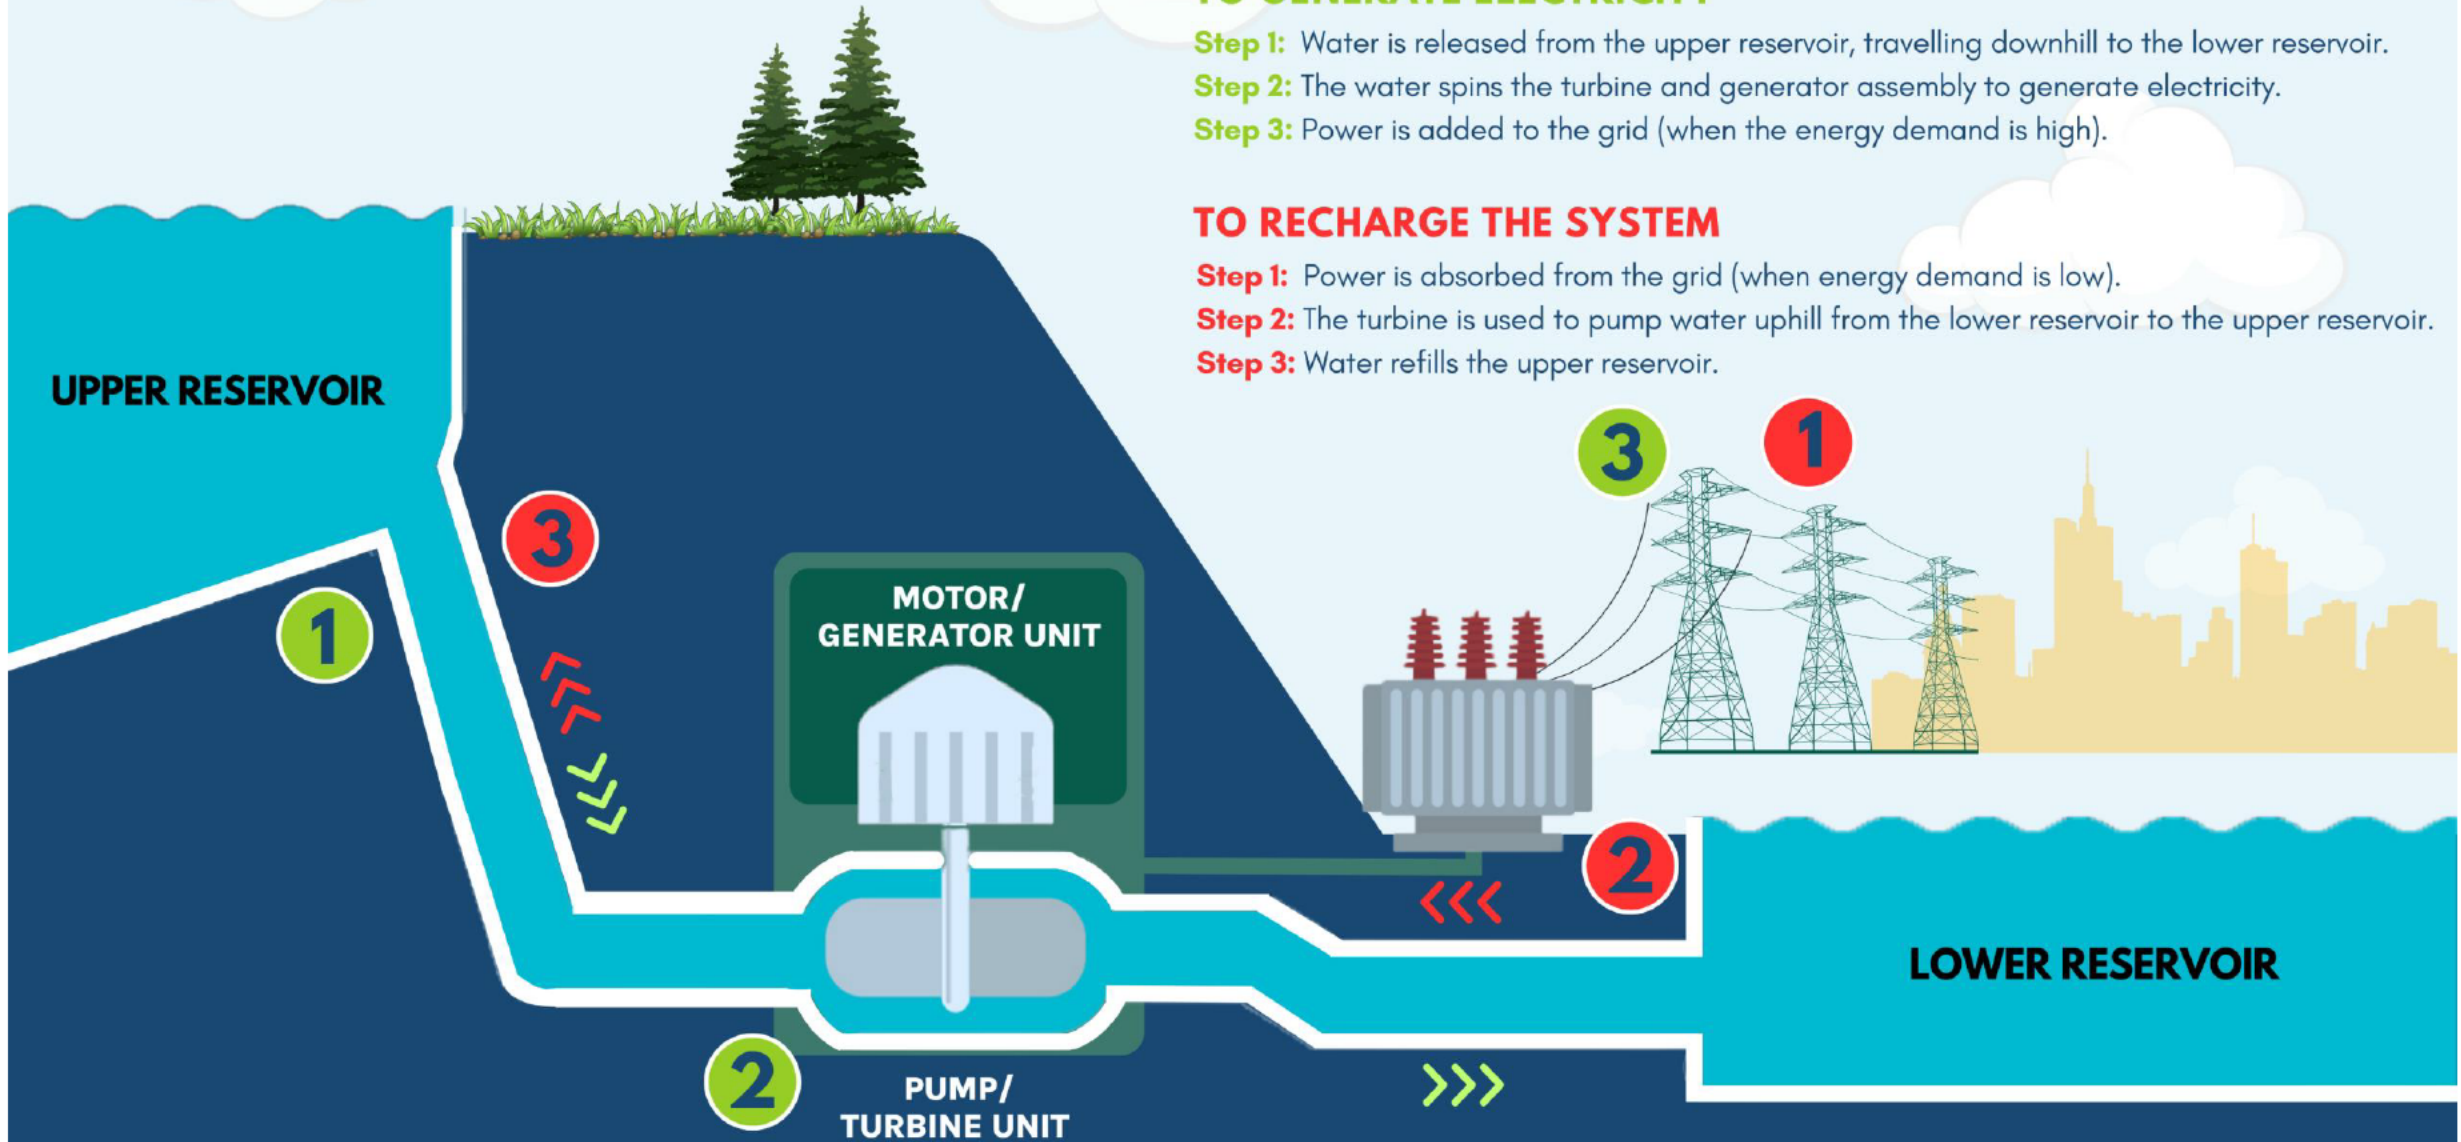 TO GENERATE ELECTRICITY
Step 1: Water is released from the upper reservoir, travelling downhill to the lower reservoir.
Step 2: The water spins the turbine and generator assembly to generate electricity.
Step 3: Power is added to the grid (when the energy demand is high).
TO RECHARGE THE SYSTEM
Step 1: Power is absorbed from the grid (when energy demand is low).
Step 2: The turbine is used to pump water uphill from the lower reservoir to the upper reservoir.
Step 3: Water refills the upper reservoir.
UPPER RESERVOIR
3
1
3
1
MOTOR/
GENERATOR UNIT
2
LOWER RESERVOIR
2
PUMP/
TURBINE UNIT